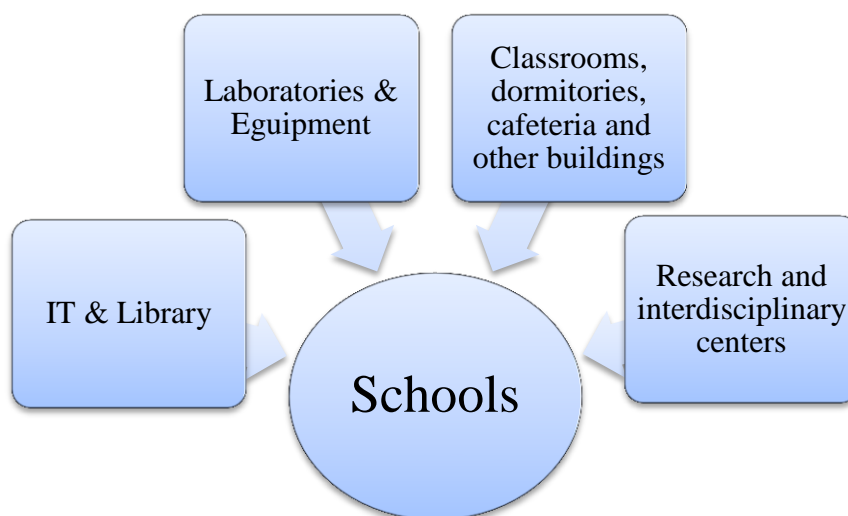 Laboratories &
Eguipment
Classrooms,
dormitories,
cafeteria and
other buildings
IT & Library
Research and
interdisciplinary
centers
Schools